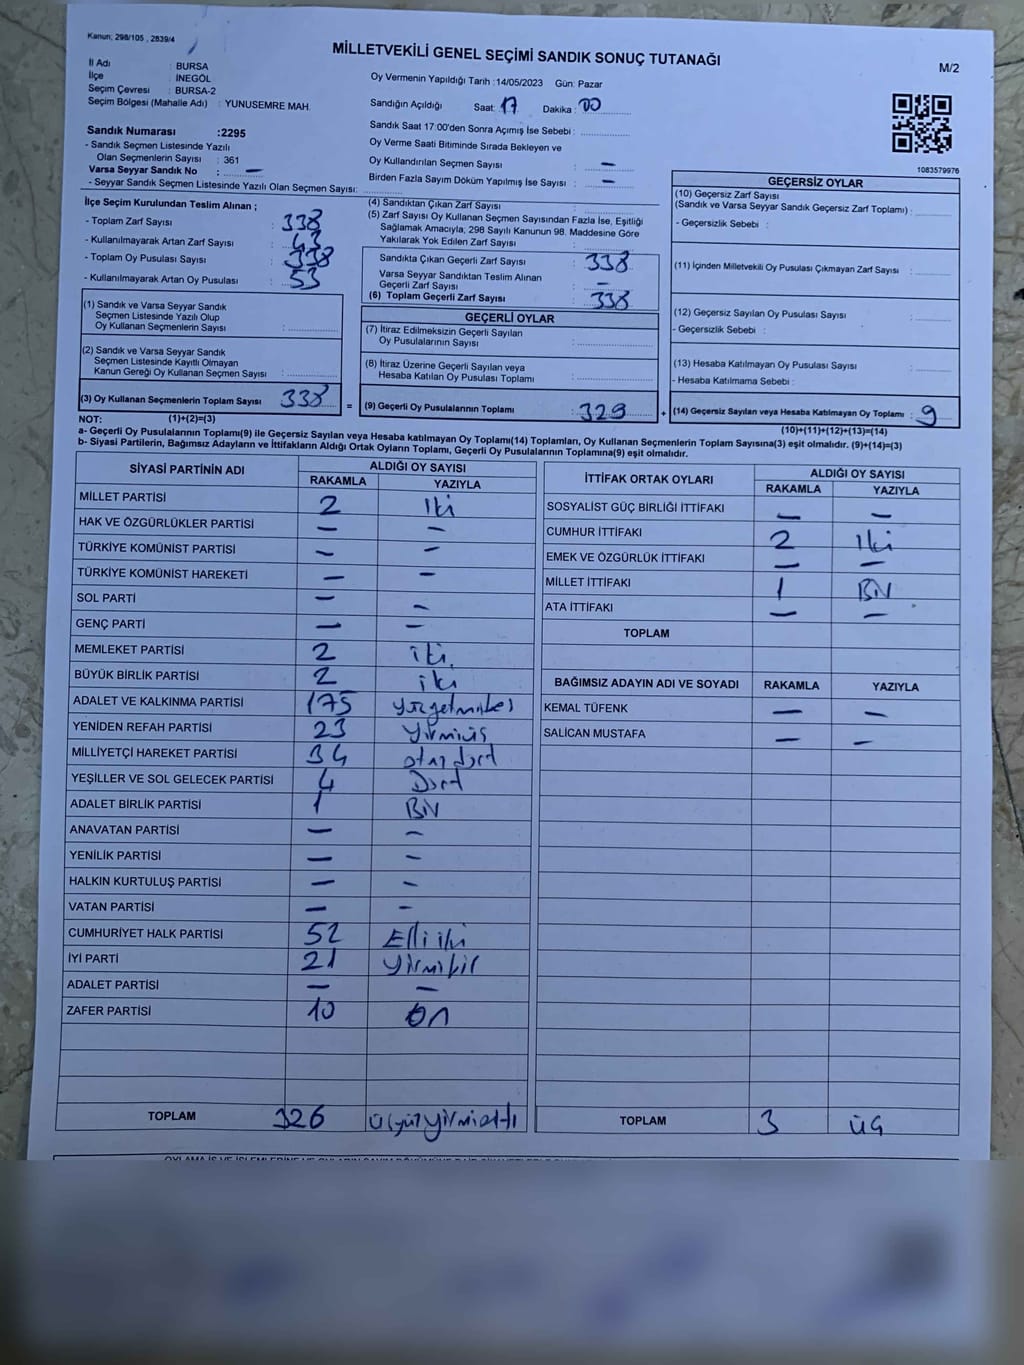 Kanun; 298/105 , 2839/4
MİLLETVEKİLİ GENEL SEÇİMİ SANDIK SONUÇ TUTANAĞI
M/2
İl Adı : BURSA
İlçe : İNEGÖL
Seçim Çevresi : BURSA-2
Seçim Bölgesi (Mahalle Adı) : YUNUSEMRE MAH.
Sandık Numarası :2295
- Sandık Seçmen Listesinde Yazılı
Olan Seçmenlerin Sayısı : 361
Varsa Seyyar Sandık No : —
- Seyyar Sandık Seçmen Listesinde Yazılı Olan Seçmen Sayısı:
Oy Vermenin Yapıldığı Tarih :14/05/2023 Gün: Pazar
Sandığın Açıldığı Saat: 17 Dakika : 00
Sandık Saat 17:00'den Sonra Açımış İse Sebebi :
Oy Verme Saati Bitiminde Sırada Bekleyen ve
Oy Kullandırılan Seçmen Sayısı : —
Birden Fazla Sayım Döküm Yapılmış İse Sayısı : —
1083579976
İlçe Seçim Kurulundan Teslim Alınan ;
- Toplam Zarf Sayısı : 338
- Kullanılmayarak Artan Zarf Sayısı : 43
- Toplam Oy Pusulası Sayısı : 338
- Kullanılmayarak Artan Oy Pusulası : 53
(1) Sandık ve Varsa Seyyar Sandık
Seçmen Listesinde Yazılı Olup
Oy Kullanan Seçmenlerin Sayısı :
(2) Sandık ve Varsa Seyyar Sandık
Seçmen Listesinde Kayıtlı Olmayan
Kanun Gereği Oy Kullanan Seçmen Sayısı :
(3) Oy Kullanan Seçmenlerin Toplam Sayısı : 338
(4) Sandıktan Çıkan Zarf Sayısı :
(5) Zarf Sayısı Oy Kullanan Seçmen Sayısından Fazla İse, Eşitliği
Sağlamak Amacıyla, 298 Sayılı Kanunun 98. Maddesine Göre
Yakılarak Yok Edilen Zarf Sayısı :
Sandıkta Çıkan Geçerli Zarf Sayısı : 338
Varsa Seyyar Sandıktan Teslim Alınan
Geçerli Zarf Sayısı : —
(6) Toplam Geçerli Zarf Sayısı : 338
GEÇERLİ OYLAR
(7) İtiraz Edilmeksizin Geçerli Sayılan
Oy Pusulalarının Sayısı :
(8) İtiraz Üzerine Geçerli Sayılan veya
Hesaba Katılan Oy Pusulası Toplamı :
= (9) Geçerli Oy Pusulalarının Toplamı : 329
GEÇERSİZ OYLAR
(10) Geçersiz Zarf Sayısı
(Sandık ve Varsa Seyyar Sandık Geçersiz Zarf Toplamı) :
- Geçersizlik Sebebi :
(11) İçinden Milletvekili Oy Pusulası Çıkmayan Zarf Sayısı :
(12) Geçersiz Sayılan Oy Pusulası Sayısı :
- Geçersizlik Sebebi :
(13) Hesaba Katılmayan Oy Pusulası Sayısı :
- Hesaba Katılmama Sebebi :
+ (14) Geçersiz Sayılan veya Hesaba Katılmayan Oy Toplamı : 9
NOT: (1)+(2)=(3)
(10)+(11)+(12)+(13)=(14)
a- Geçerli Oy Pusulaları Toplamı(9) ile Geçersiz Sayılan veya Hesaba katılmayan Oy Toplamı(14) Toplamları, Oy Kullanan Seçmenlerin Toplam Sayısına(3) eşit olmalıdır. (9)+(14)=(3)
b- Siyasi Partilerin, Bağımsız Adayların ve İttifakların Aldığı Ortak Oyların Toplamı, Geçerli Oy Pusulalarının Toplamına(9) eşit olmalıdır.
SİYASİ PARTİNİN ADI ALDIĞI OY SAYISI
RAKAMLA YAZIYLA
MİLLET PARTİSİ 2 İki
HAK VE ÖZGÜRLÜKLER PARTİSİ — —
TÜRKİYE KOMÜNİST PARTİSİ — —
TÜRKİYE KOMÜNİST HAREKETİ — —
SOL PARTİ — —
GENÇ PARTİ — —
MEMLEKET PARTİSİ 2 iki
BÜYÜK BİRLİK PARTİSİ 2 iki
ADALET VE KALKINMA PARTİSİ 175 yüzyetmişbeş
YENİDEN REFAH PARTİSİ 23 yirmiüş
MİLLİYETÇİ HAREKET PARTİSİ 34 otuzdört
YEŞİLLER VE SOL GELECEK PARTİSİ 4 Dört
ADALET BİRLİK PARTİSİ 1 Bir
ANAVATAN PARTİSİ — —
YENİLİK PARTİSİ — —
HALKIN KURTULUŞ PARTİSİ — —
VATAN PARTİSİ — —
CUMHURİYET HALK PARTİSİ 52 Elli iki
İYİ PARTİ 21 yirmibir
ADALET PARTİSİ — —
ZAFER PARTİSİ 10 on
TOPLAM 326 üçyüzyirmialtı
İTTİFAK ORTAK OYLARI ALDIĞI OY SAYISI
RAKAMLA YAZIYLA
SOSYALİST GÜÇ BİRLİĞİ İTTİFAKI — —
CUMHUR İTTİFAKI 2 İki
EMEK VE ÖZGÜRLÜK İTTİFAKI — —
MİLLET İTTİFAKI 1 Bir
ATA İTTİFAKI — —
TOPLAM
BAĞIMSIZ ADAYIN ADI VE SOYADI RAKAMLA YAZIYLA
KEMAL TÜFENK — —
SALİCAN MUSTAFA — —
TOPLAM 3 üç